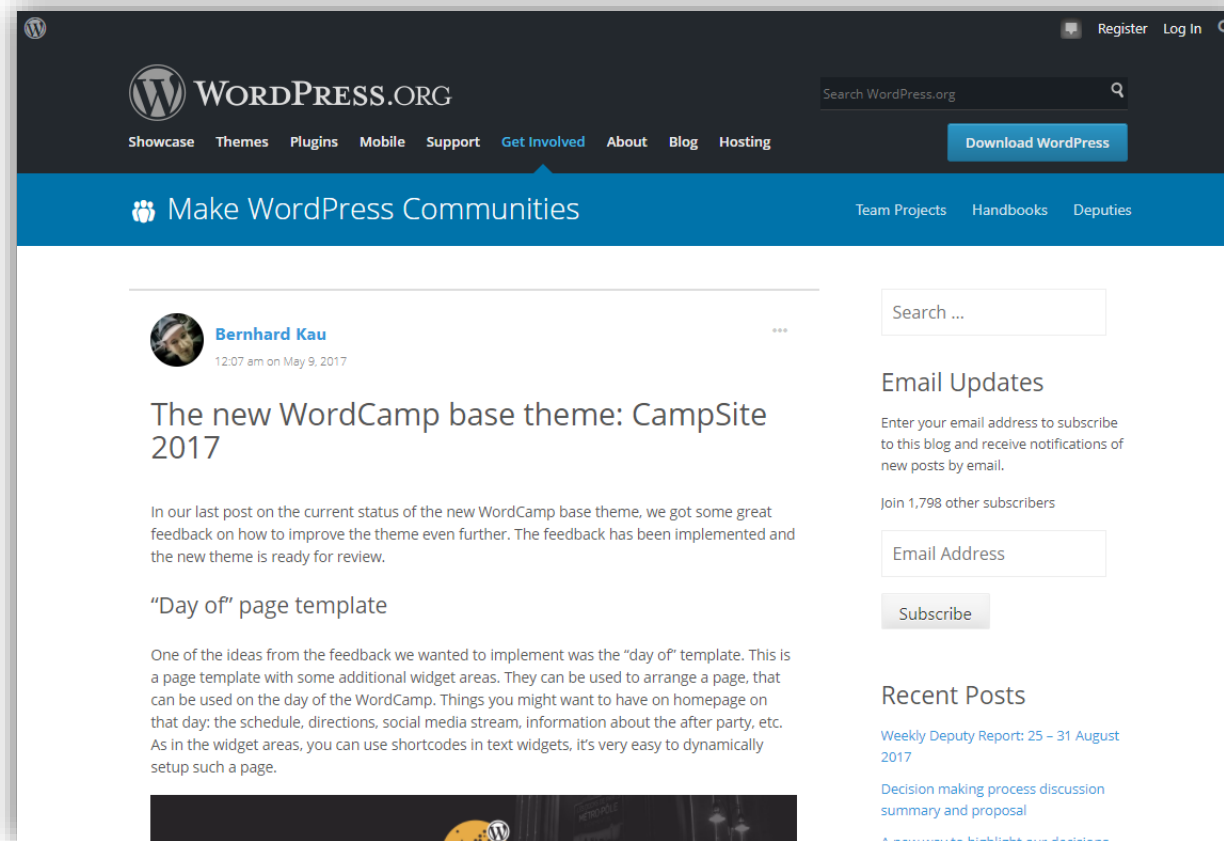 Register Log In
WORDPRESS.ORG
Search WordPress.org
Showcase Themes Plugins Mobile Support Get Involved About Blog Hosting
Download WordPress
Make WordPress Communities
Team Projects Handbooks Deputies
Bernhard Kau
12:07 am on May 9, 2017
The new WordCamp base theme: CampSite
2017
In our last post on the current status of the new WordCamp base theme, we got some great
feedback on how to improve the theme even further. The feedback has been implemented and
the new theme is ready for review.
“Day of” page template
One of the ideas from the feedback we wanted to implement was the “day of” template. This is
a page template with some additional widget areas. They can be used to arrange a page, that
can be used on the day of the WordCamp. Things you might want to have on homepage on
that day: the schedule, directions, social media stream, information about the after party, etc.
As in the widget areas, you can use shortcodes in text widgets, it’s very easy to dynamically
setup such a page.
METROPOLE
Search ...
Email Updates
Enter your email address to subscribe
to this blog and receive notifications of
new posts by email.
Join 1,798 other subscribers
Email Address
Subscribe
Recent Posts
Weekly Deputy Report: 25 – 31 August
2017
Decision making process discussion
summary and proposal
A new way to highlight our decisions